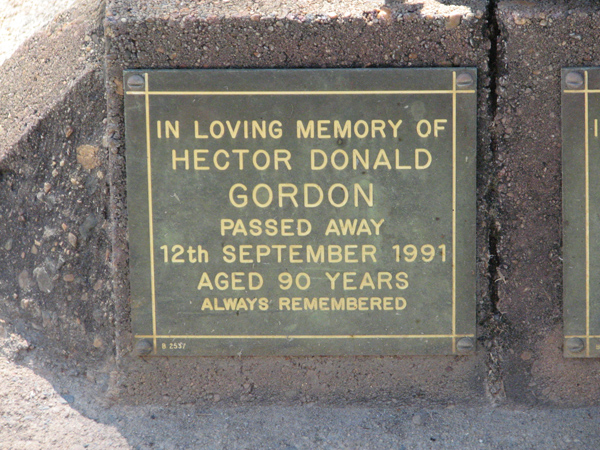 IN LOVING MEMORY OF
HECTOR DONALD
GORDON
PASSED AWAY
12th SEPTEMBER 1991
AGED 90 YEARS
ALWAYS REMEMBERED